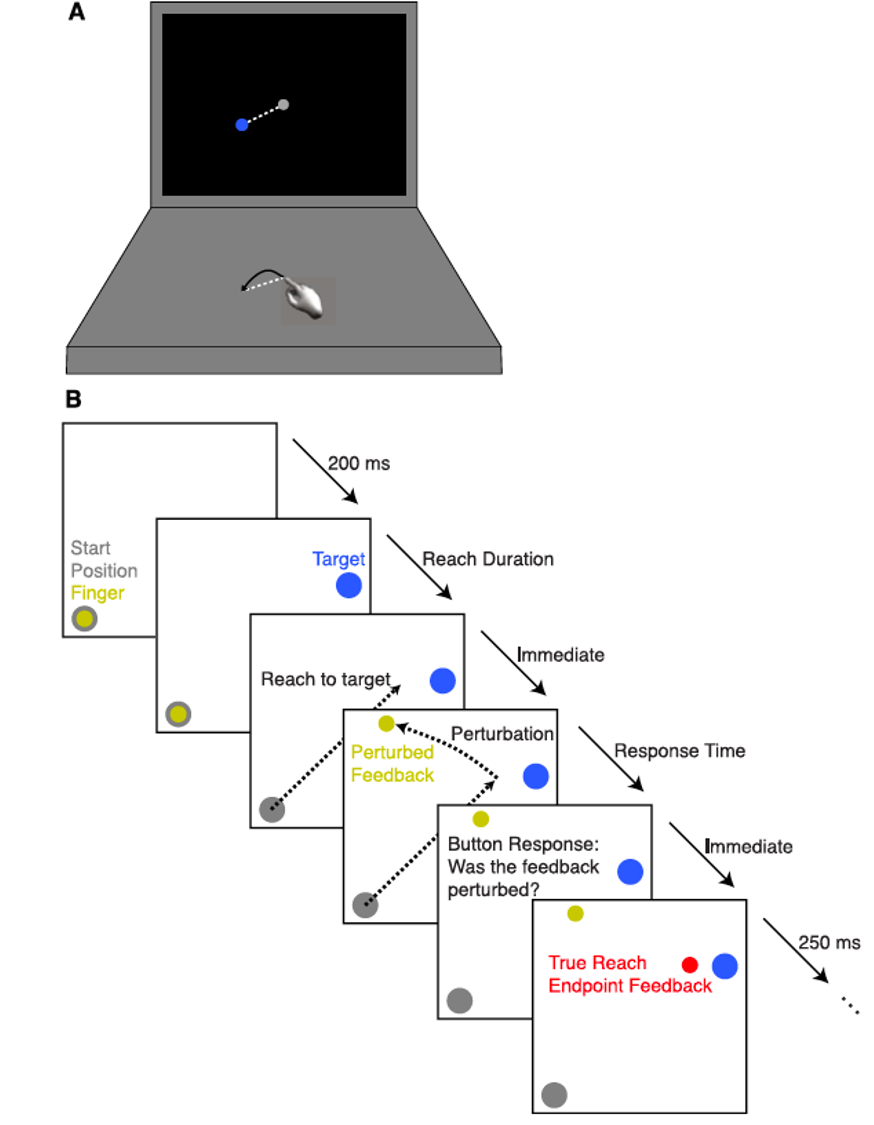 A
B
200 ms
Start
Position
Finger
Target
Reach Duration
Reach to target
Immediate
Perturbation
Perturbed
Feedback
Response Time
Button Response:
Was the feedback
perturbed?
Immediate
True Reach
Endpoint Feedback
250 ms